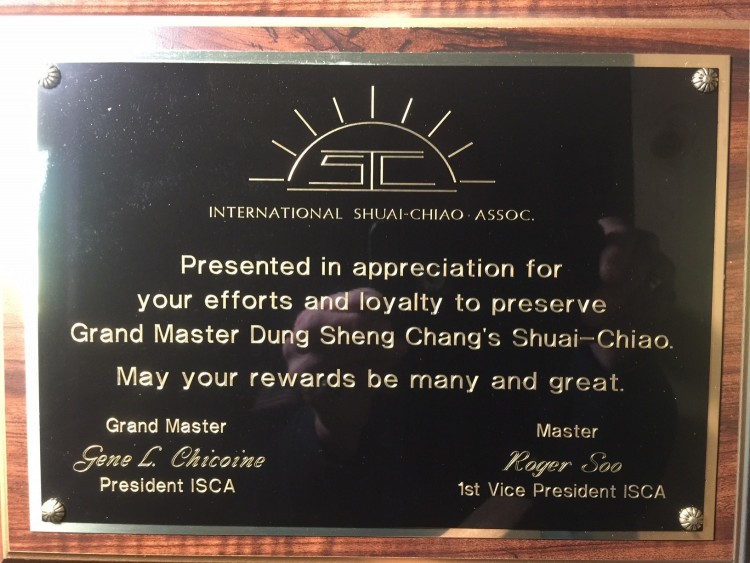 STC
INTERNATIONAL SHUAI-CHIAO ASSOC.
Presented in appreciation for
your efforts and loyalty to preserve
Grand Master Dung Sheng Chang's Shuai-Chiao.
May your rewards be many and great.
Grand Master
Gene L. Chicoine
President ISCA
Master
Roger Soo
1st Vice President ISCA